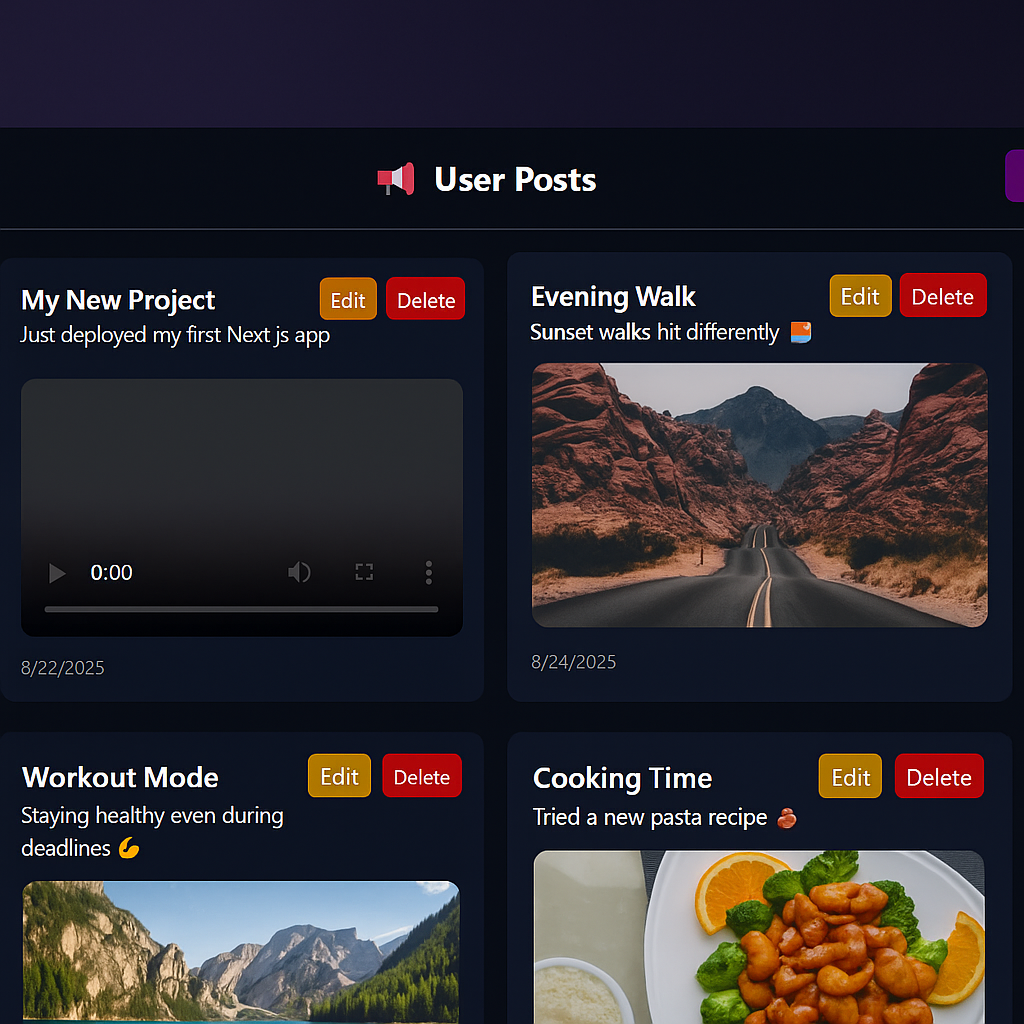 User Posts
My New Project
Edit
Delete
Just deployed my first Next js app
0:00
8/22/2025
Evening Walk
Edit
Delete
Sunset walks hit differently
8/24/2025
Workout Mode
Edit
Delete
Staying healthy even during
deadlines 💪
Cooking Time
Edit
Delete
Tried a new pasta recipe